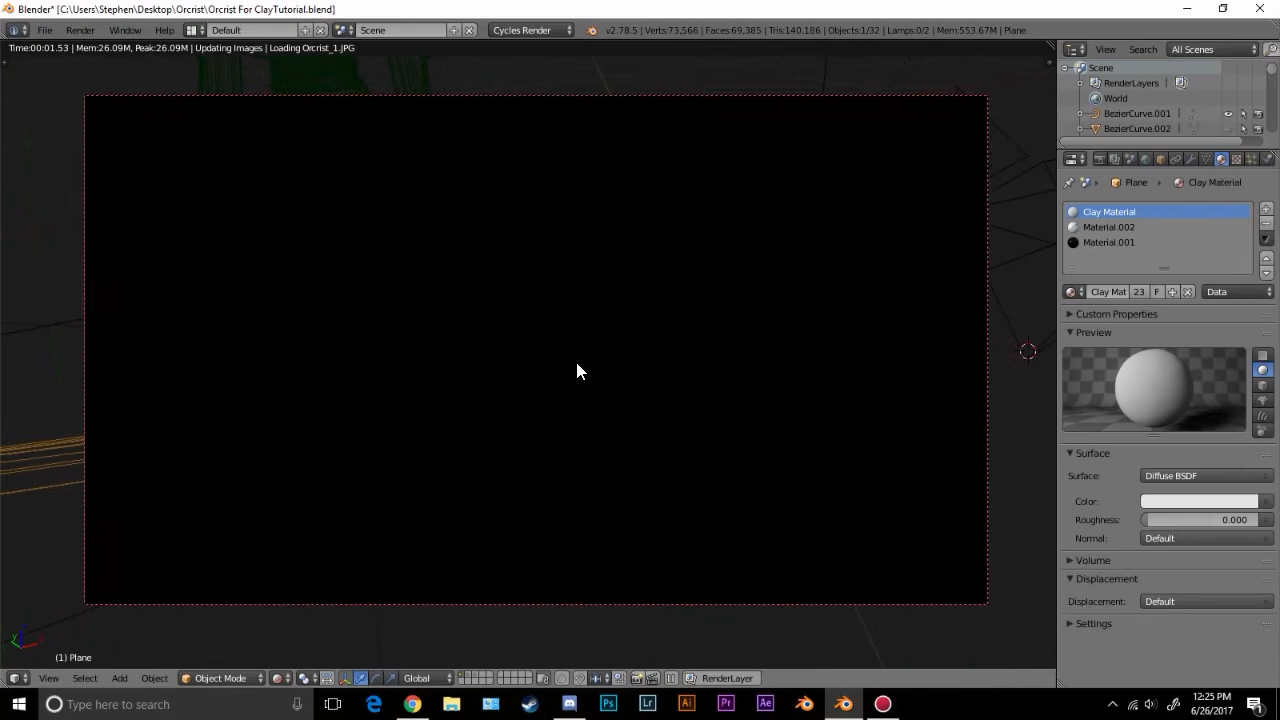 Blender* [C:\Users\Stephen\Desktop\Orcrist\Orcrist For ClayTutorial.blend]
File Render Window Help Default Scene Cycles Render v2.78.5 | Verts:73,566 | Faces:69,385 | Tris:140,186 | Objects:1/32 | Lamps:0/2 | Mem:553.67M | Plane
Time:00:01.53 | Mem:26.09M, Peak:26.09M | Updating Images | Loading Orcrist_1.JPG
View Search All Scenes
Scene
RenderLayers
World
BezierCurve.001
BezierCurve.002
Plane Clay Material
Clay Material
Material.002
Material.001
Clay Mat 23 F Data
Custom Properties
Preview
Surface
Surface: Diffuse BSDF
Color:
Roughness: 0.000
Normal: Default
Volume
Displacement
Displacement: Default
Settings
(1) Plane
View Select Add Object Object Mode Global RenderLayer
Type here to search
Ps Lr Ai Pr Ae
12:25 PM
6/26/2017